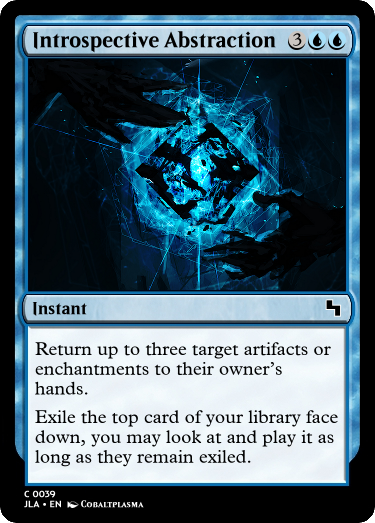 Introspective Abstraction 3
Instant
Return up to three target artifacts or
enchantments to their owner's
hands.
Exile the top card of your library face
down, you may look at and play it as
long as they remain exiled.
C 0039
JLA • EN Cobaltplasma